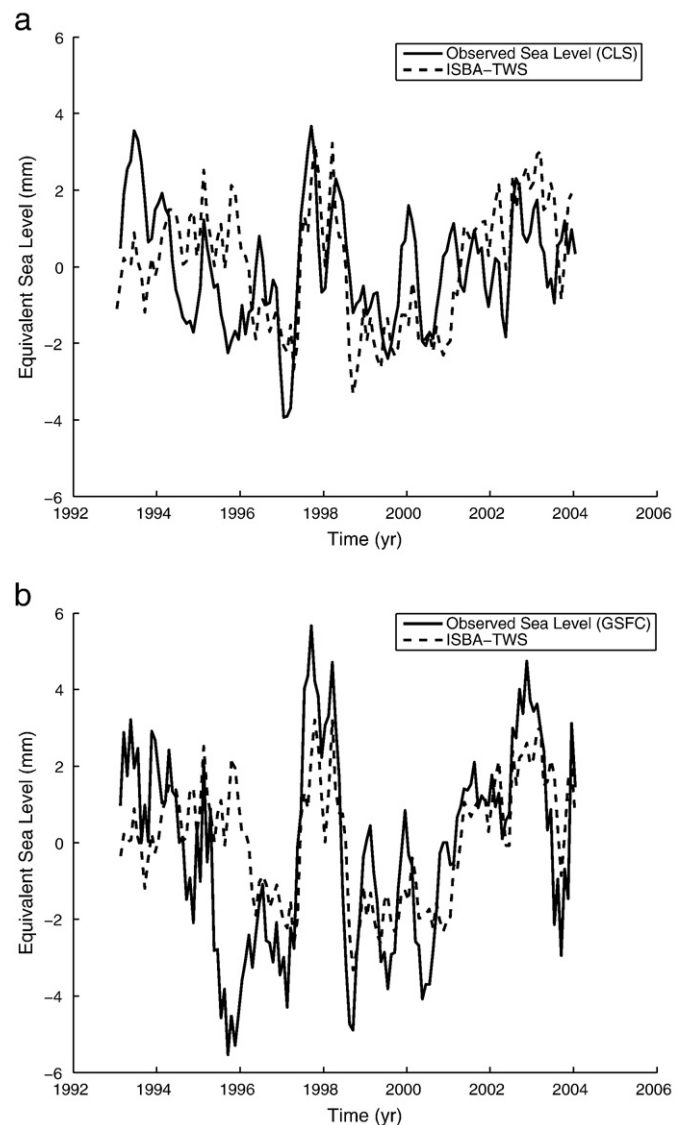 a
Equivalent Sea Level (mm)
6
4
2
0
−2
−4
−6
Observed Sea Level (CLS)
ISBA−TWS
1992 1994 1996 1998 2000 2002 2004 2006
Time (yr)
b
Equivalent Sea Level (mm)
6
4
2
0
−2
−4
−6
Observed Sea Level (GSFC)
ISBA−TWS
1992 1994 1996 1998 2000 2002 2004 2006
Time (yr)